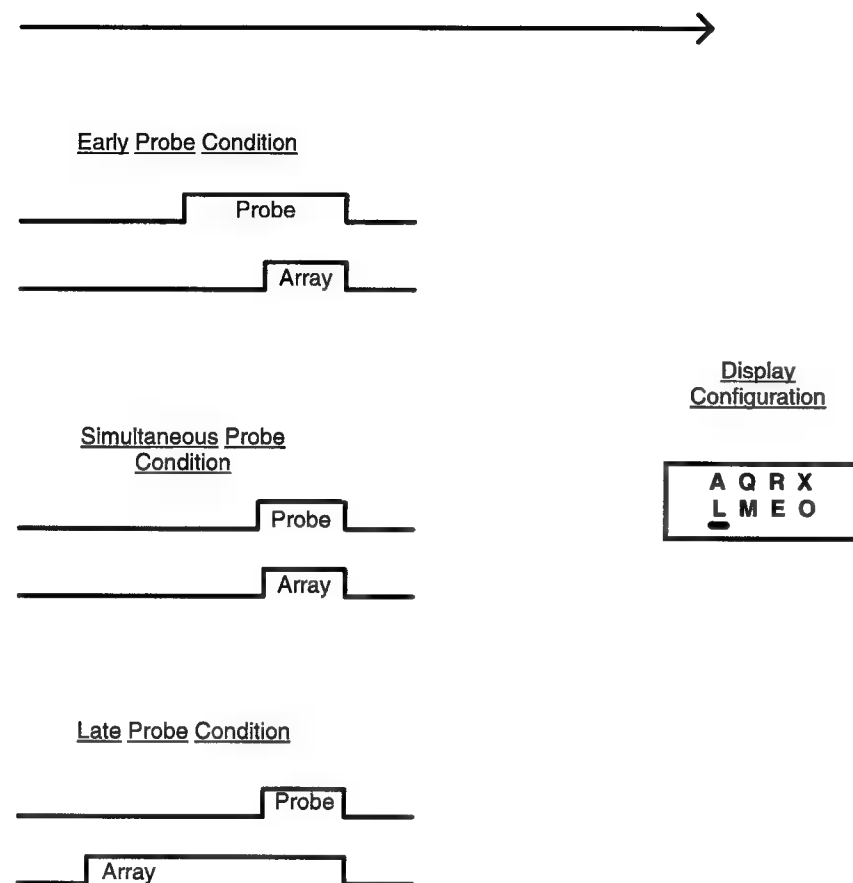 Early Probe Condition
Probe
Array
Display
Configuration
Simultaneous Probe
Condition
A Q R X
L M E O
Probe
Array
Late Probe Condition
Probe
Array